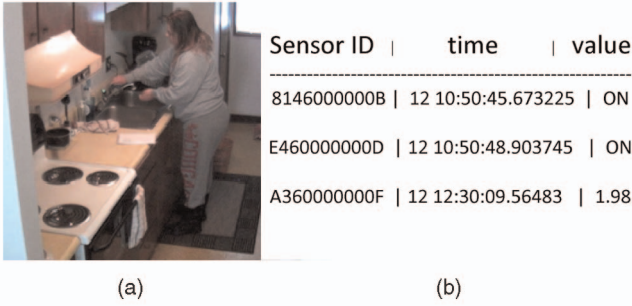 Sensor ID | time | value
--------------------------------------------------------------
8146000000B | 12 10:50:45.673225 | ON
E460000000D | 12 10:50:48.903745 | ON
A360000000F | 12 12:30:09.56483 | 1.98
(a) (b)